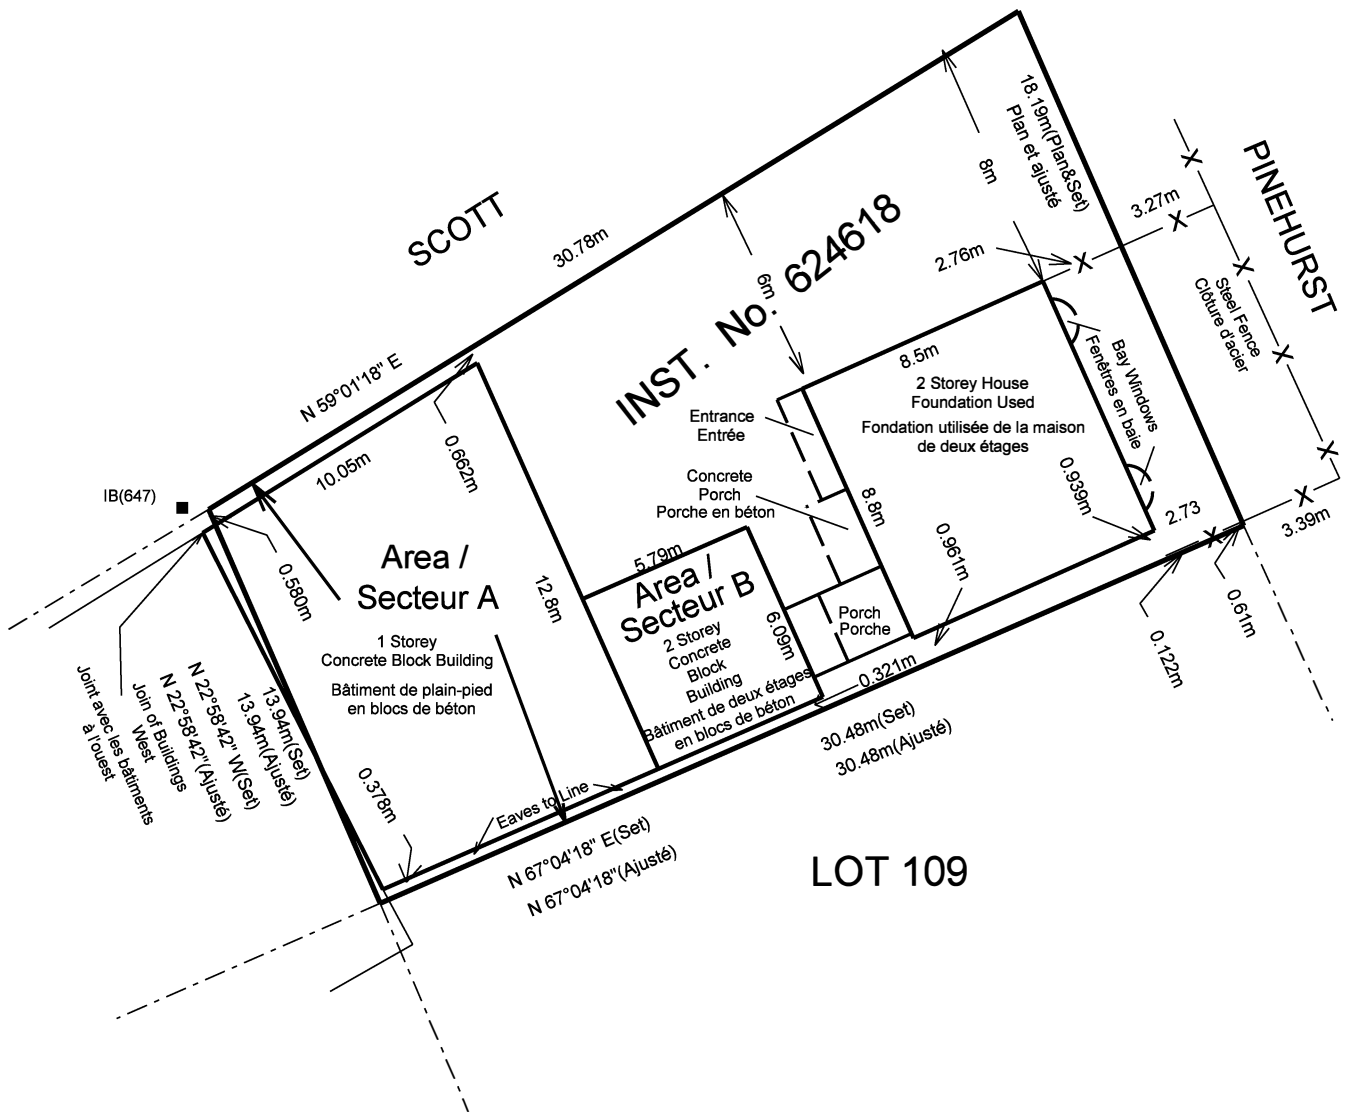 SCOTT
30.78m
N 59°01'18" E
INST. No. 624618
8m
6m
18.19m(Plan&Set)
Plan et ajusté
PINEHURST
3.27m
2.76m
Steel Fence
Clôture d'acier
Bay Windows
Fenêtres en baie
8.5m
2 Storey House
Foundation Used
Fondation utilisée de la maison
de deux étages
Entrance
Entrée
Concrete
Porch
Porche en béton
8.8m
0.939m
0.961m
2.73
3.39m
0.61m
0.122m
Porch
Porche
10.05m
0.662m
IB(647)
0.580m
Area /
Secteur A
1 Storey
Concrete Block Building
Bâtiment de plain-pied
en blocs de béton
12.8m
5.79m
Area /
Secteur B
2 Storey
Concrete
Block
Building
Bâtiment de deux étages
en blocs de béton
6.09m
0.321m
30.48m(Set)
30.48m(Ajusté)
13.94m(Set)
13.94m(Ajusté)
N 22°58'42" W(Set)
N 22°58'42"(Ajusté)
Join of Buildings
West
Joint avec les bâtiments
à l'ouest
0.378m
Eaves to Line
N 67°04'18" E(Set)
N 67°04'18"(Ajusté)
LOT 109